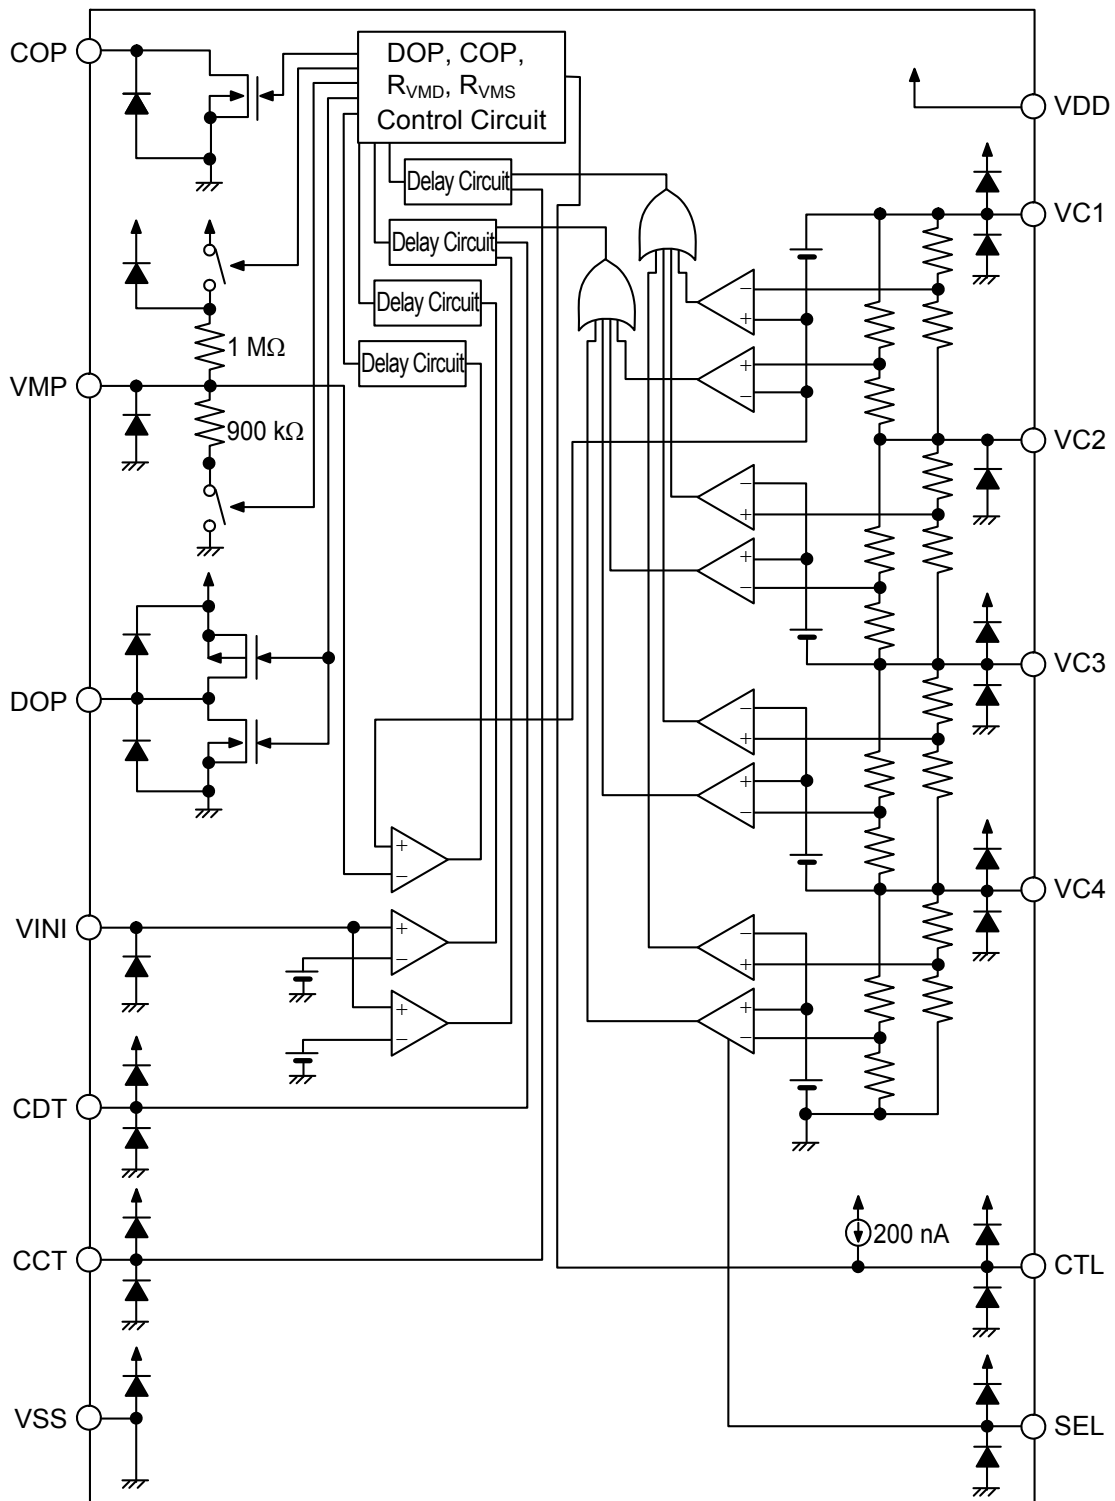 COP
DOP, COP,
RVMD, RVMS
Control Circuit
VDD
Delay Circuit
VC1
Delay Circuit
Delay Circuit
1 MΩ
Delay Circuit
VMP
900 kΩ
VC2
DOP
VC3
VINI
VC4
CDT
CCT
200 nA
CTL
VSS
SEL
− 
+
+
−
−
+
+
−
−
+
+
−
−
+
+
−
+
−
+
−
+
−